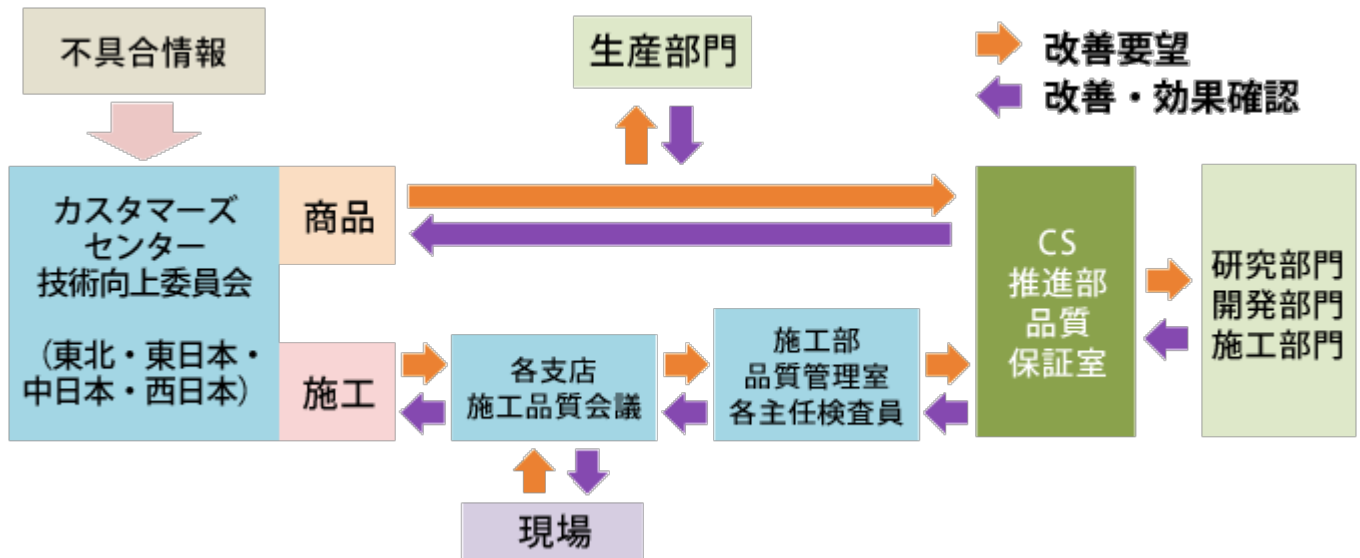 不具合情報
生産部門
改善要望
改善・効果確認
カスタマーズ
センター
技術向上委員会
（東北・東日本・
中日本・西日本）
商品
施工
各支店
施工品質会議
施工部
品質管理室
各主任検査員
CS
推進部
品質
保証室
研究部門
開発部門
施工部門
現場